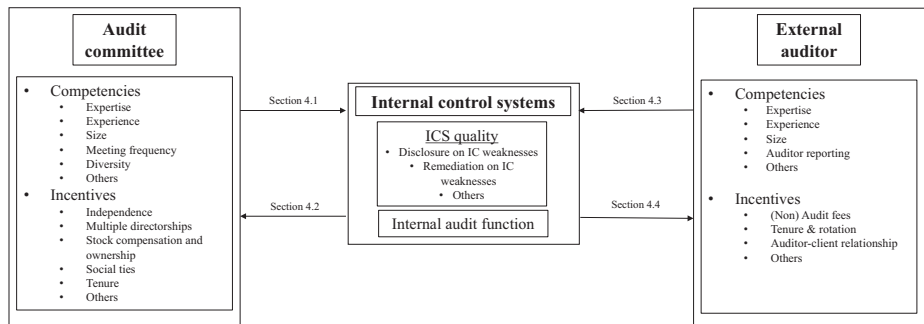 Audit
committee
• Competencies
• Expertise
• Experience
• Size
• Meeting frequency
• Diversity
• Others
• Incentives
• Independence
• Multiple directorships
• Stock compensation and
ownership
• Social ties
• Tenure
• Others
Section 4.1
Section 4.2
Internal control systems
ICS quality
• Disclosure on IC weaknesses
• Remediation on IC
weaknesses
• Others
Internal audit function
Section 4.3
Section 4.4
External
auditor
• Competencies
• Expertise
• Experience
• Size
• Auditor reporting
• Others
• Incentives
• (Non) Audit fees
• Tenure & rotation
• Auditor-client relationship
• Others